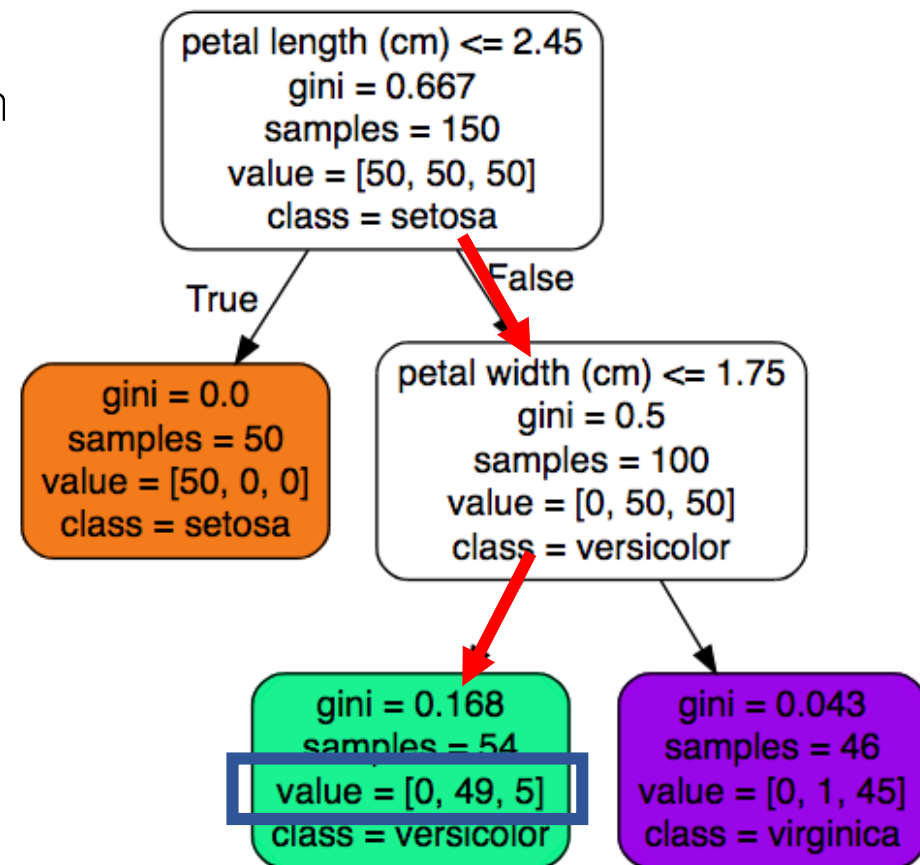 petal length (cm) <= 2.45
gini = 0.667
samples = 150
value = [50, 50, 50]
class = setosa
True
False
gini = 0.0
samples = 50
value = [50, 0, 0]
class = setosa
petal width (cm) <= 1.75
gini = 0.5
samples = 100
value = [0, 50, 50]
class = versicolor
gini = 0.168
samples = 54
value = [0, 49, 5]
class = versicolor
gini = 0.043
samples = 46
value = [0, 1, 45]
class = virginica